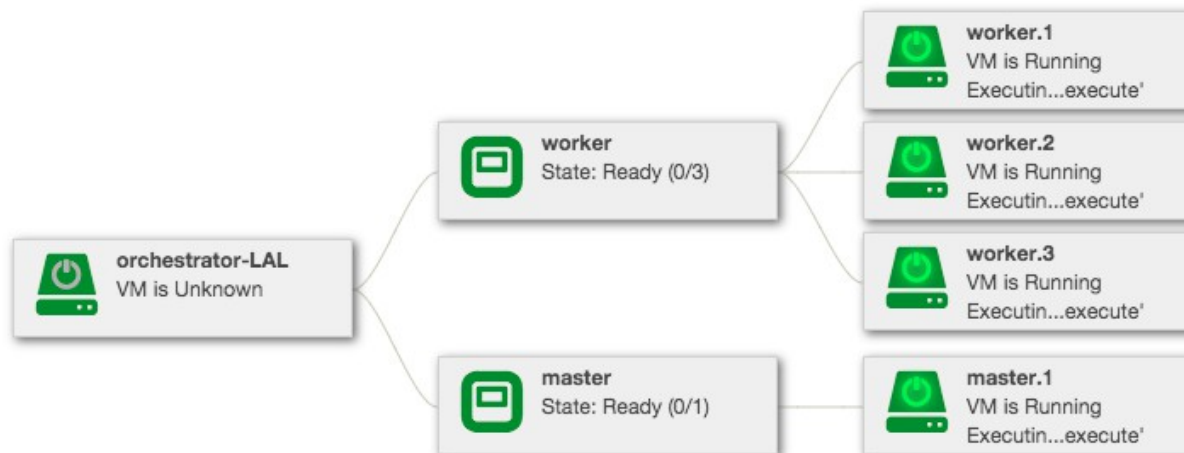 orchestrator-LAL
VM is Unknown
worker
State: Ready (0/3)
master
State: Ready (0/1)
worker.1
VM is Running
Executin...execute'
worker.2
VM is Running
Executin...execute'
worker.3
VM is Running
Executin...execute'
master.1
VM is Running
Executin...execute'